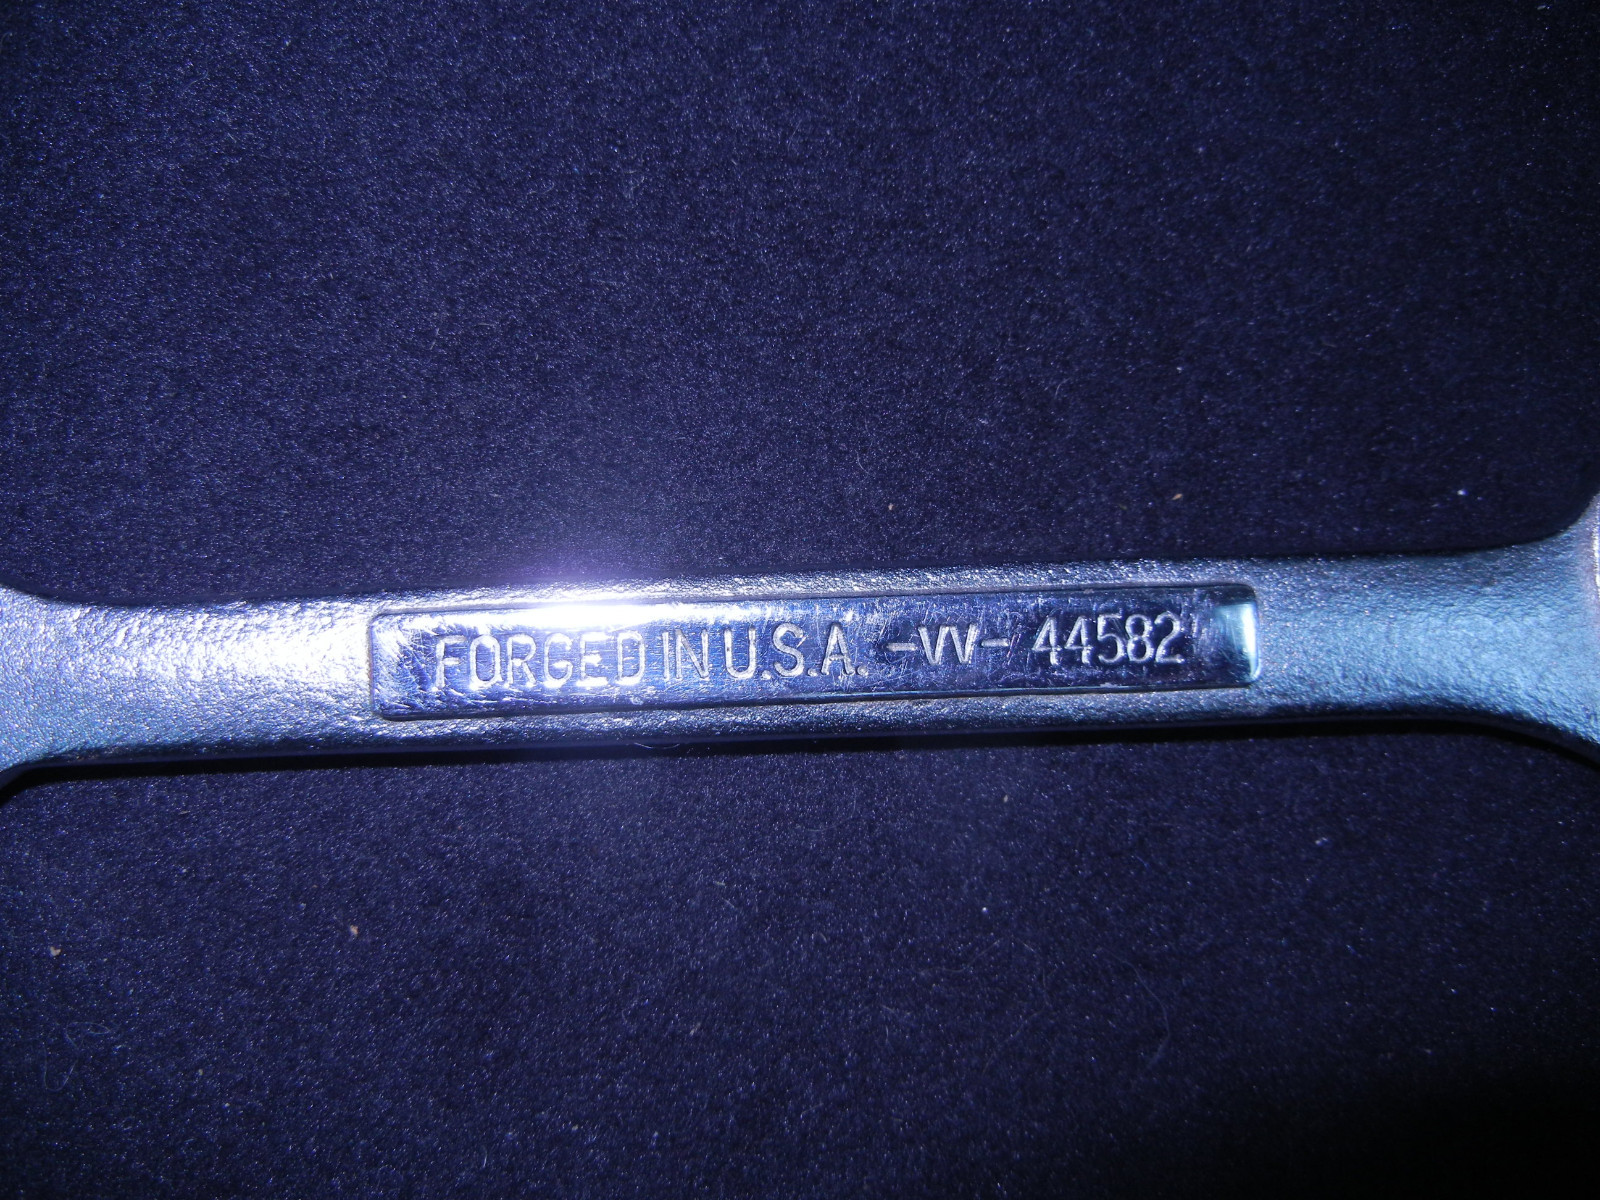 FORGED IN U.S.A. -VV- 44582